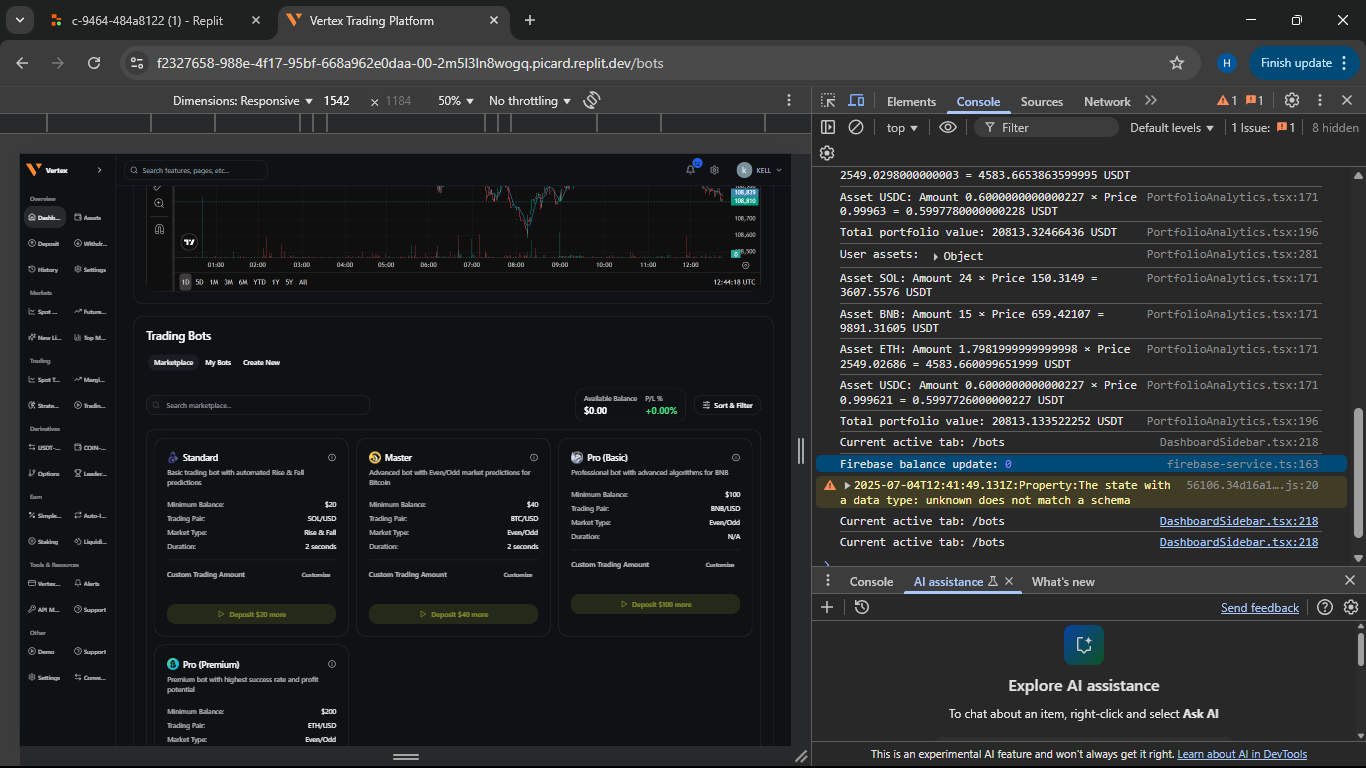 c-9464-484a8122 (1) - Replit
Vertex Trading Platform
f2327658-988e-4f17-95bf-668a962e0daa-00-2m5l3ln8wogq.picard.replit.dev/bots
H
Finish update
Dimensions: Responsive
1542
×
1184
50%
No throttling
Elements
Console
Sources
Network
1
1
top
Filter
Default levels
1 Issue:
1
8 hidden
Vertex
Search features, pages, etc...
k
KELL
Overview
Dashb...
Assets
Deposit
Withdr...
History
Settings
Markets
Spot ...
Future...
New Li...
Top M...
Trading
Spot T...
Margi...
Strate...
Tradin...
Derivatives
USDT-...
COIN-...
Options
Leader...
Earn
Simple...
Auto-I...
Staking
Liquidi...
Tools & Resources
Vertex...
Alerts
API M...
Support
Other
Demo
Support
Settings
Conve...
108,839
108,810
108,700
108,600
108,500
01:00
02:00
03:00
04:00
05:00
06:00
07:00
08:00
09:00
10:00
11:00
12:00
1D
5D
1M
3M
6M
YTD
1Y
5Y
All
12:44:18 UTC
Trading Bots
Marketplace
My Bots
Create New
Search marketplace...
Available Balance
$0.00
P/L %
+0.00%
Sort & Filter
Standard
Basic trading bot with automated Rise & Fall
predictions
Minimum Balance:
$20
Trading Pair:
SOL/USD
Market Type:
Rise & Fall
Duration:
2 seconds
Custom Trading Amount
Customize
Deposit $20 more
Master
Advanced bot with Even/Odd market predictions for
Bitcoin
Minimum Balance:
$40
Trading Pair:
BTC/USD
Market Type:
Even/Odd
Duration:
2 seconds
Custom Trading Amount
Customize
Deposit $40 more
Pro (Basic)
Professional bot with advanced algorithms for BNB
Minimum Balance:
$100
Trading Pair:
BNB/USD
Market Type:
Even/Odd
Duration:
N/A
Custom Trading Amount
Customize
Deposit $100 more
Pro (Premium)
Premium bot with highest success rate and profit
potential
Minimum Balance:
$200
Trading Pair:
ETH/USD
Market Type:
Even/Odd
2549.0298000000003 = 4583.6653863599995 USDT
Asset USDC: Amount 0.6000000000000227 × Price
PortfolioAnalytics.tsx:171
0.99963 = 0.5997780000000228 USDT
Total portfolio value: 20813.32466436 USDT
PortfolioAnalytics.tsx:196
User assets:
Object
PortfolioAnalytics.tsx:281
Asset SOL: Amount 24 × Price 150.3149 =
PortfolioAnalytics.tsx:171
3607.5576 USDT
Asset BNB: Amount 15 × Price 659.42107 =
PortfolioAnalytics.tsx:171
9891.31605 USDT
Asset ETH: Amount 1.7981999999999998 × Price
PortfolioAnalytics.tsx:171
2549.02686 = 4583.660099651999 USDT
Asset USDC: Amount 0.6000000000000227 × Price
PortfolioAnalytics.tsx:171
0.999621 = 0.5997726000000227 USDT
Total portfolio value: 20813.133522252 USDT
PortfolioAnalytics.tsx:196
Current active tab: /bots
DashboardSidebar.tsx:218
Firebase balance update: 0
firebase-service.ts:163
2025-07-04T12:41:49.131Z:Property:The state with
56106.34d16a1….js:20
a data type: unknown does not match a schema
Current active tab: /bots
DashboardSidebar.tsx:218
Current active tab: /bots
DashboardSidebar.tsx:218
Console
AI assistance
What's new
Send feedback
Explore AI assistance
To chat about an item, right-click and select Ask AI
This is an experimental AI feature and won't always get it right. Learn about AI in DevTools